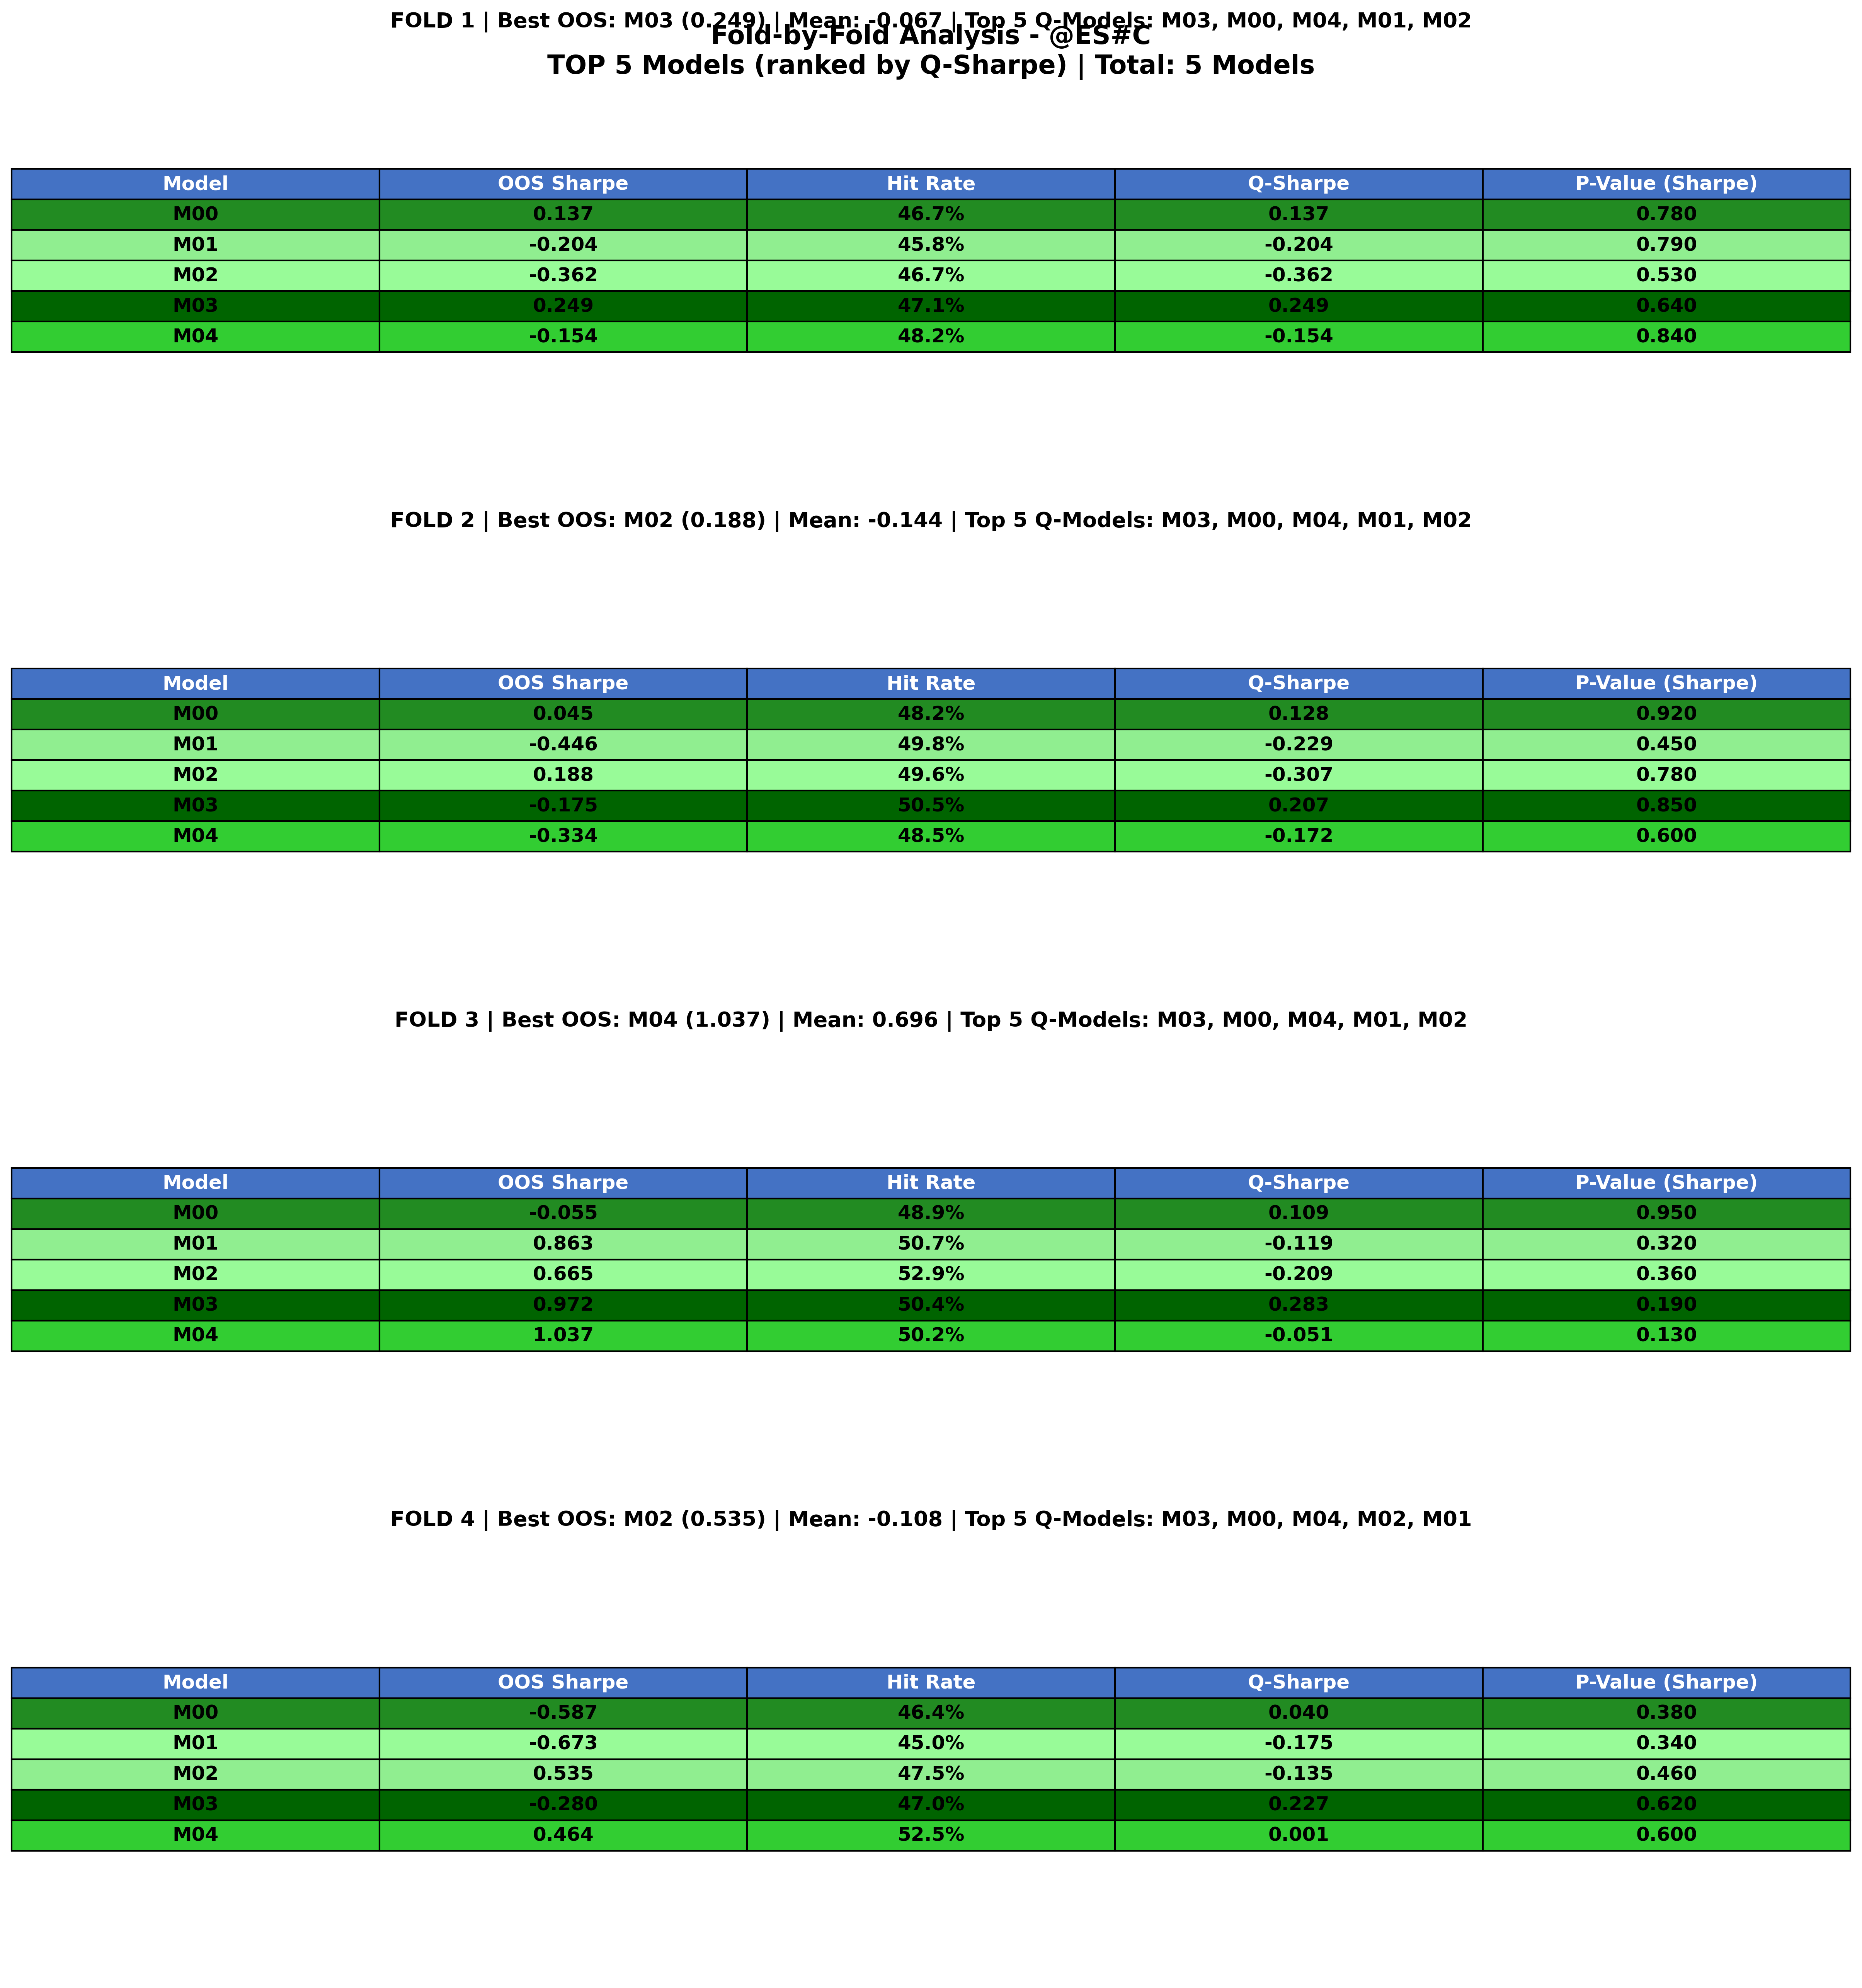 FOLD 1 | Best OOS: M03 (0.249) | Mean: -0.067 | Top 5 Q-Models: M03, M00, M04, M01, M02
Fold-by-Fold Analysis - @ES#C
TOP 5 Models (ranked by Q-Sharpe) | Total: 5 Models
Model OOS Sharpe Hit Rate Q-Sharpe P-Value (Sharpe)
M00 0.137 46.7% 0.137 0.780
M01 -0.204 45.8% -0.204 0.790
M02 -0.362 46.7% -0.362 0.530
M03 0.249 47.1% 0.249 0.640
M04 -0.154 48.2% -0.154 0.840
FOLD 2 | Best OOS: M02 (0.188) | Mean: -0.144 | Top 5 Q-Models: M03, M00, M04, M01, M02
Model OOS Sharpe Hit Rate Q-Sharpe P-Value (Sharpe)
M00 0.045 48.2% 0.128 0.920
M01 -0.446 49.8% -0.229 0.450
M02 0.188 49.6% -0.307 0.780
M03 -0.175 50.5% 0.207 0.850
M04 -0.334 48.5% -0.172 0.600
FOLD 3 | Best OOS: M04 (1.037) | Mean: 0.696 | Top 5 Q-Models: M03, M00, M04, M01, M02
Model OOS Sharpe Hit Rate Q-Sharpe P-Value (Sharpe)
M00 -0.055 48.9% 0.109 0.950
M01 0.863 50.7% -0.119 0.320
M02 0.665 52.9% -0.209 0.360
M03 0.972 50.4% 0.283 0.190
M04 1.037 50.2% -0.051 0.130
FOLD 4 | Best OOS: M02 (0.535) | Mean: -0.108 | Top 5 Q-Models: M03, M00, M04, M02, M01
Model OOS Sharpe Hit Rate Q-Sharpe P-Value (Sharpe)
M00 -0.587 46.4% 0.040 0.380
M01 -0.673 45.0% -0.175 0.340
M02 0.535 47.5% -0.135 0.460
M03 -0.280 47.0% 0.227 0.620
M04 0.464 52.5% 0.001 0.600